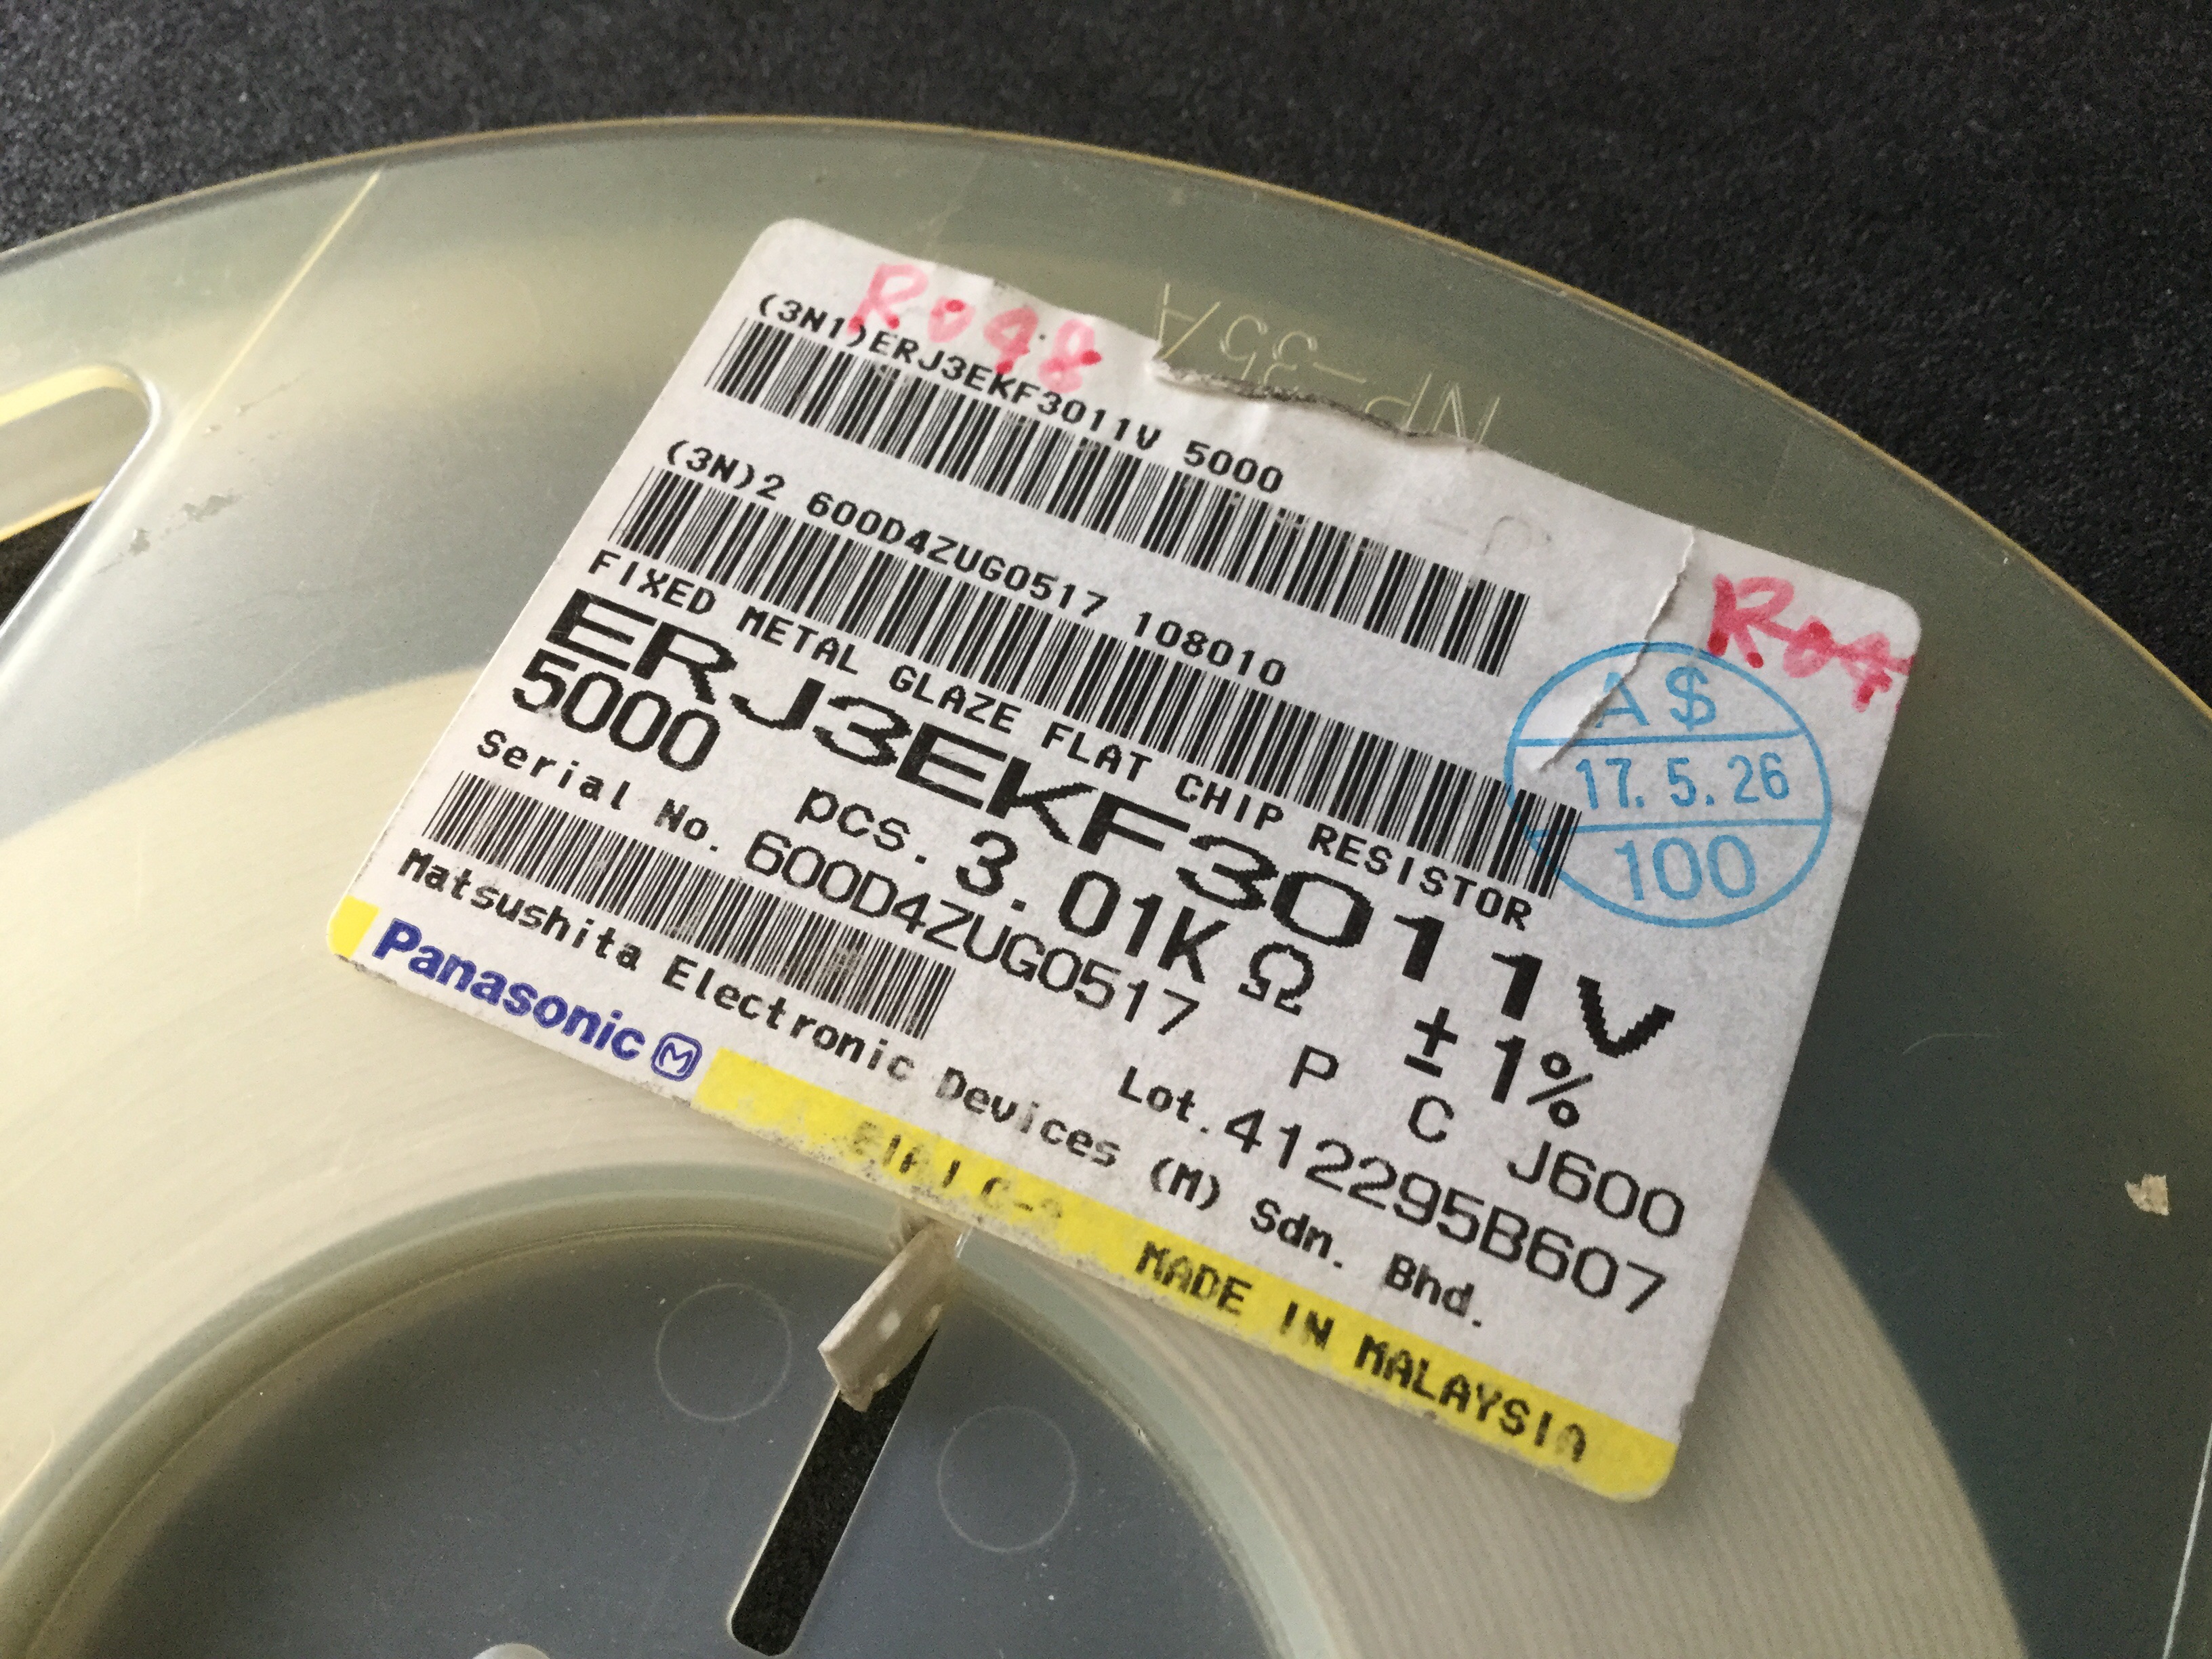 R048
(3N1)ERJ3EKF3011V 5000
(3N)2 600D4ZUG0517 108010
FIXED METAL GLAZE FLAT CHIP RESISTOR
ERJ3EKF3011V
5000 pcs. 3.01KΩ ±1%
Serial No. 600D4ZUG0517 P C J600
Lot.412295B607
Matsushita Electronic Devices (M) Sdn. Bhd.
Panasonic M
MADE IN MALAYSIA
A$
17.5.26
100
NP-35A